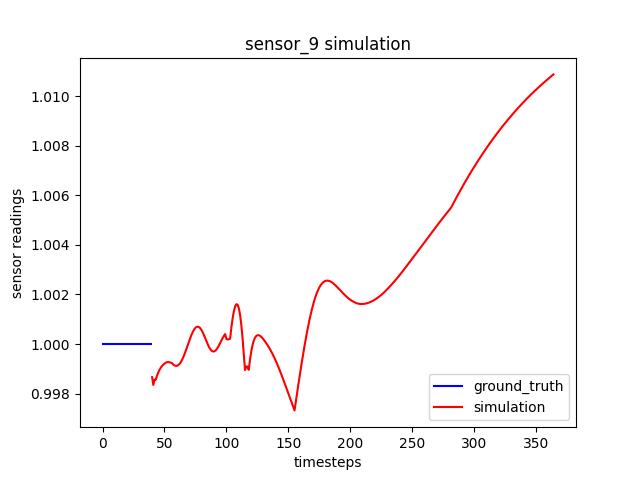 sensor_9 simulation
sensor readings
1.010
1.008
1.006
1.004
1.002
1.000
0.998
ground_truth
simulation
0 50 100 150 200 250 300 350
timesteps